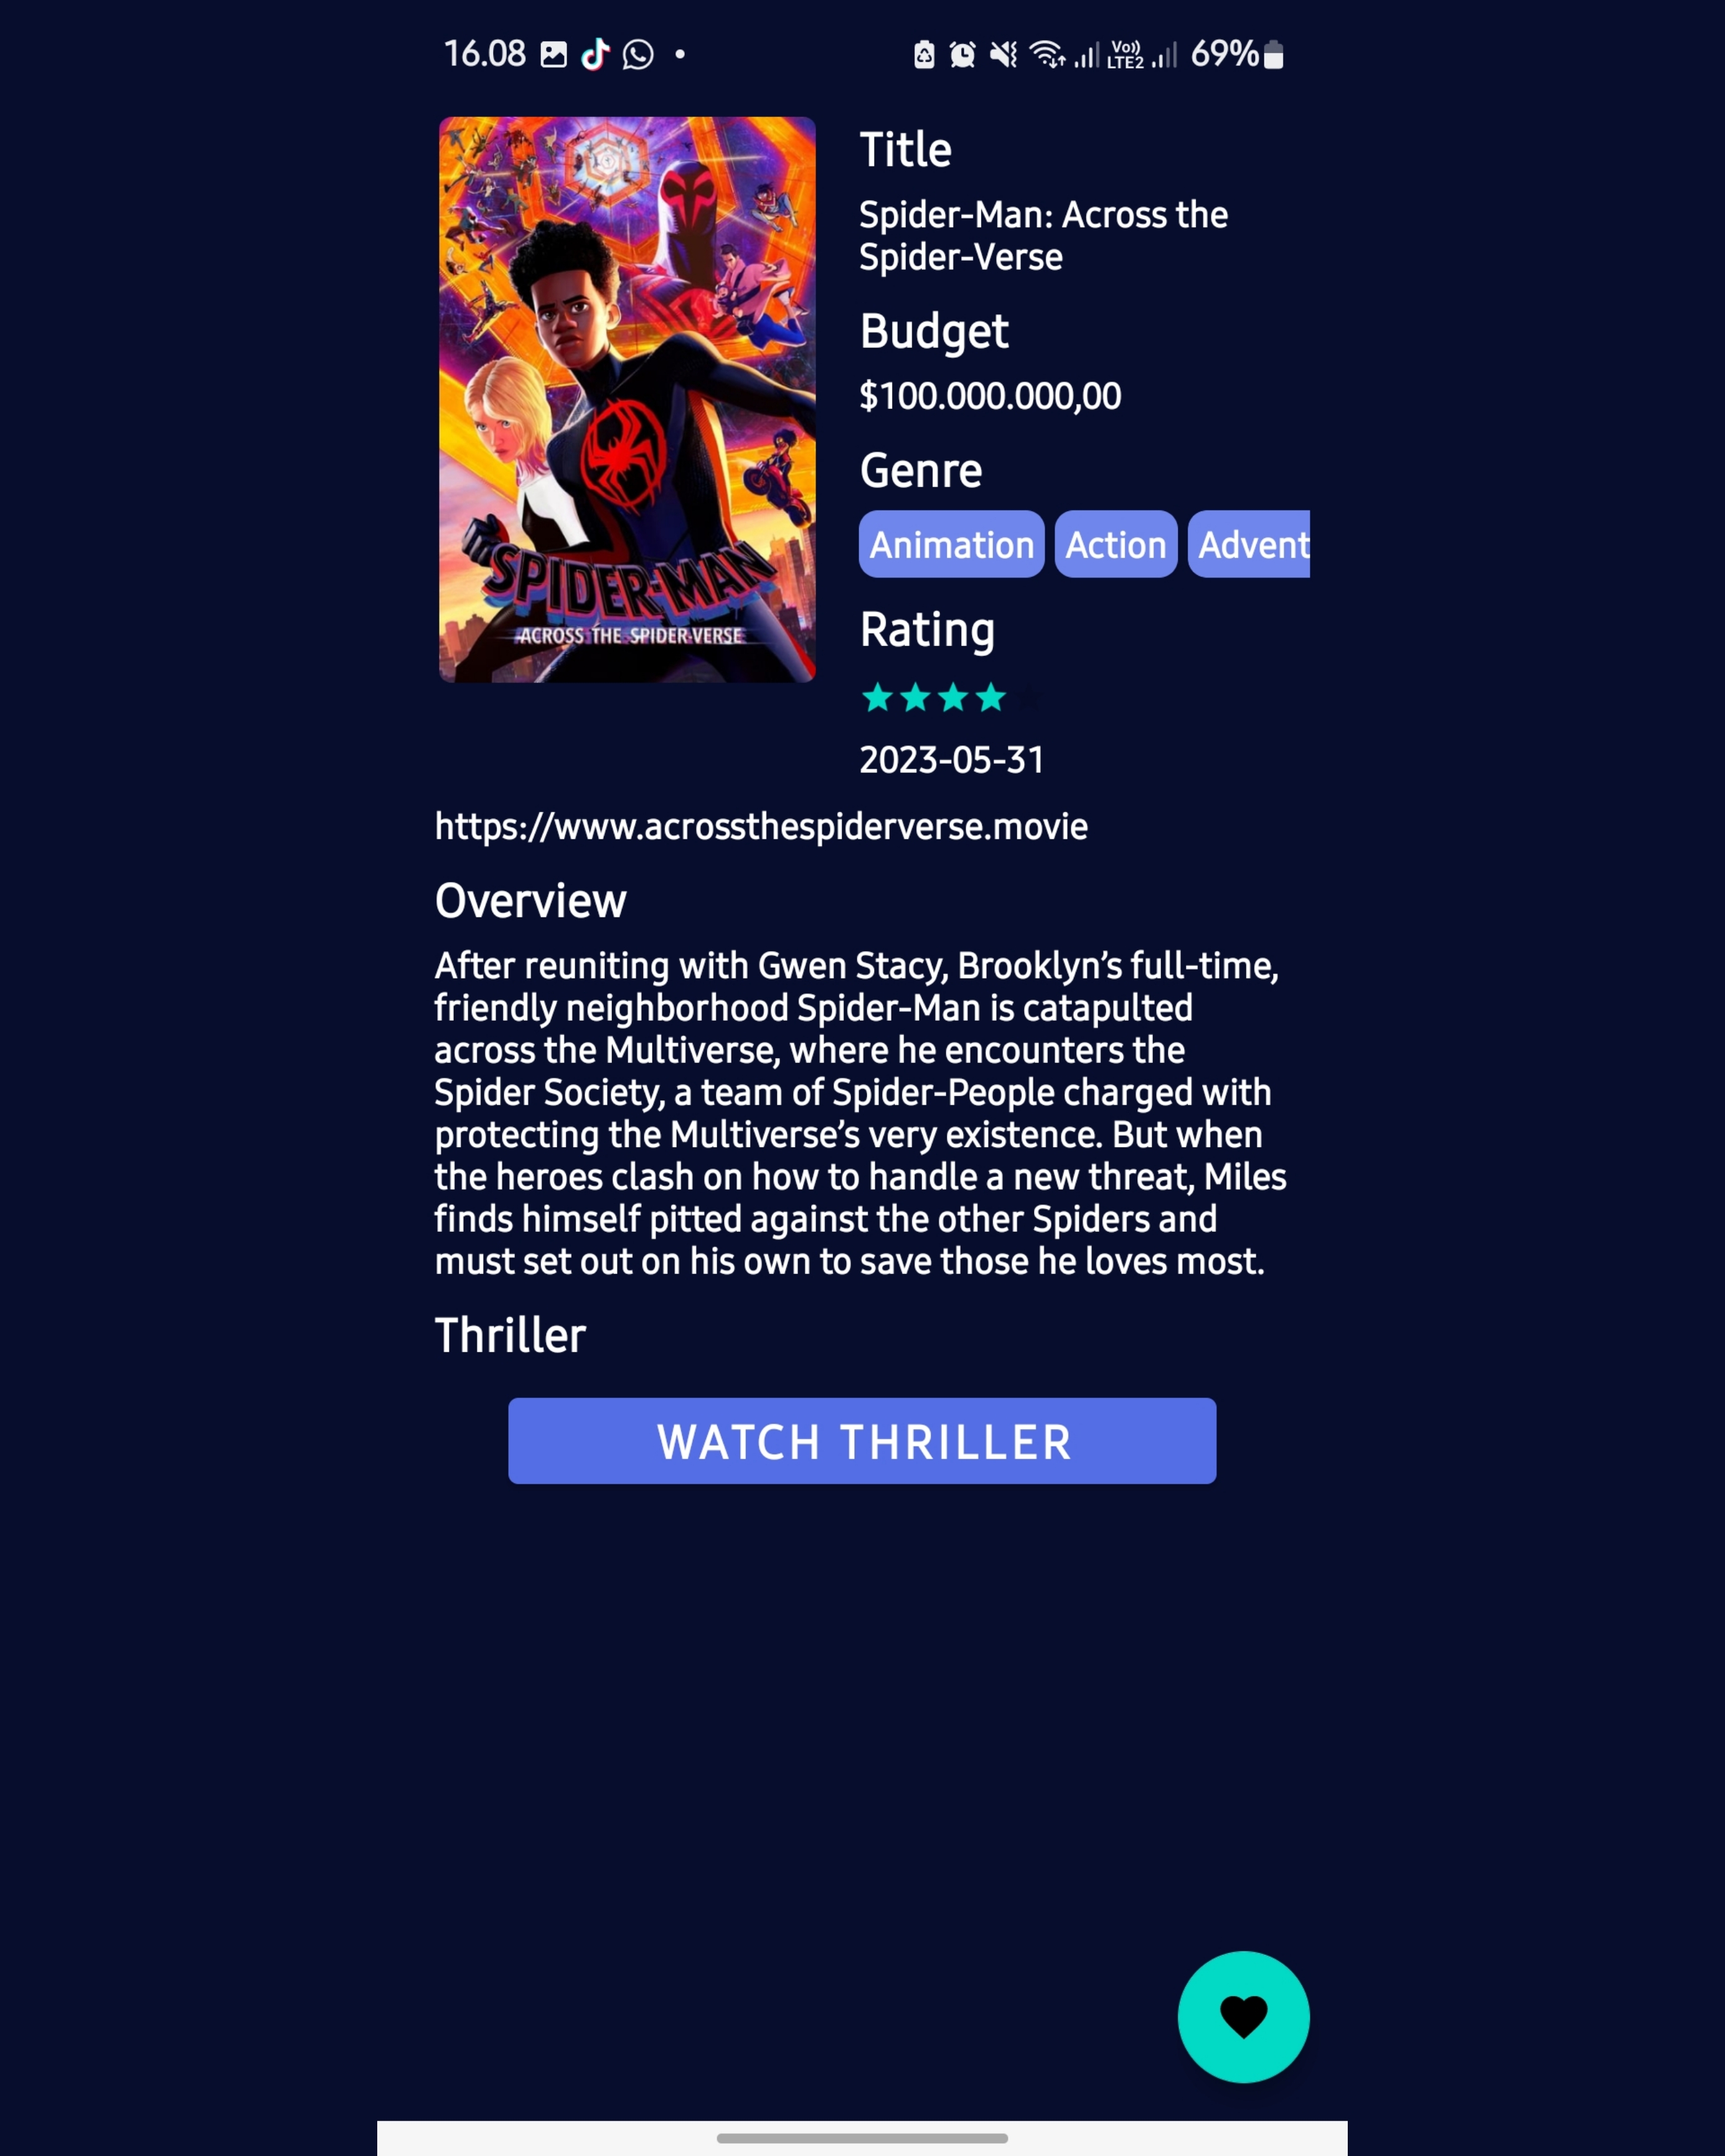 16.08
Vo)) LTE2 69%
SPIDER-MAN
ACROSS THE SPIDER-VERSE
Title
Spider-Man: Across the
Spider-Verse
Budget
$100.000.000,00
Genre
Animation Action Advent
Rating
2023-05-31
https://www.acrossthespiderverse.movie
Overview
After reuniting with Gwen Stacy, Brooklyn’s full-time,
friendly neighborhood Spider-Man is catapulted
across the Multiverse, where he encounters the
Spider Society, a team of Spider-People charged with
protecting the Multiverse’s very existence. But when
the heroes clash on how to handle a new threat, Miles
finds himself pitted against the other Spiders and
must set out on his own to save those he loves most.
Thriller
WATCH THRILLER